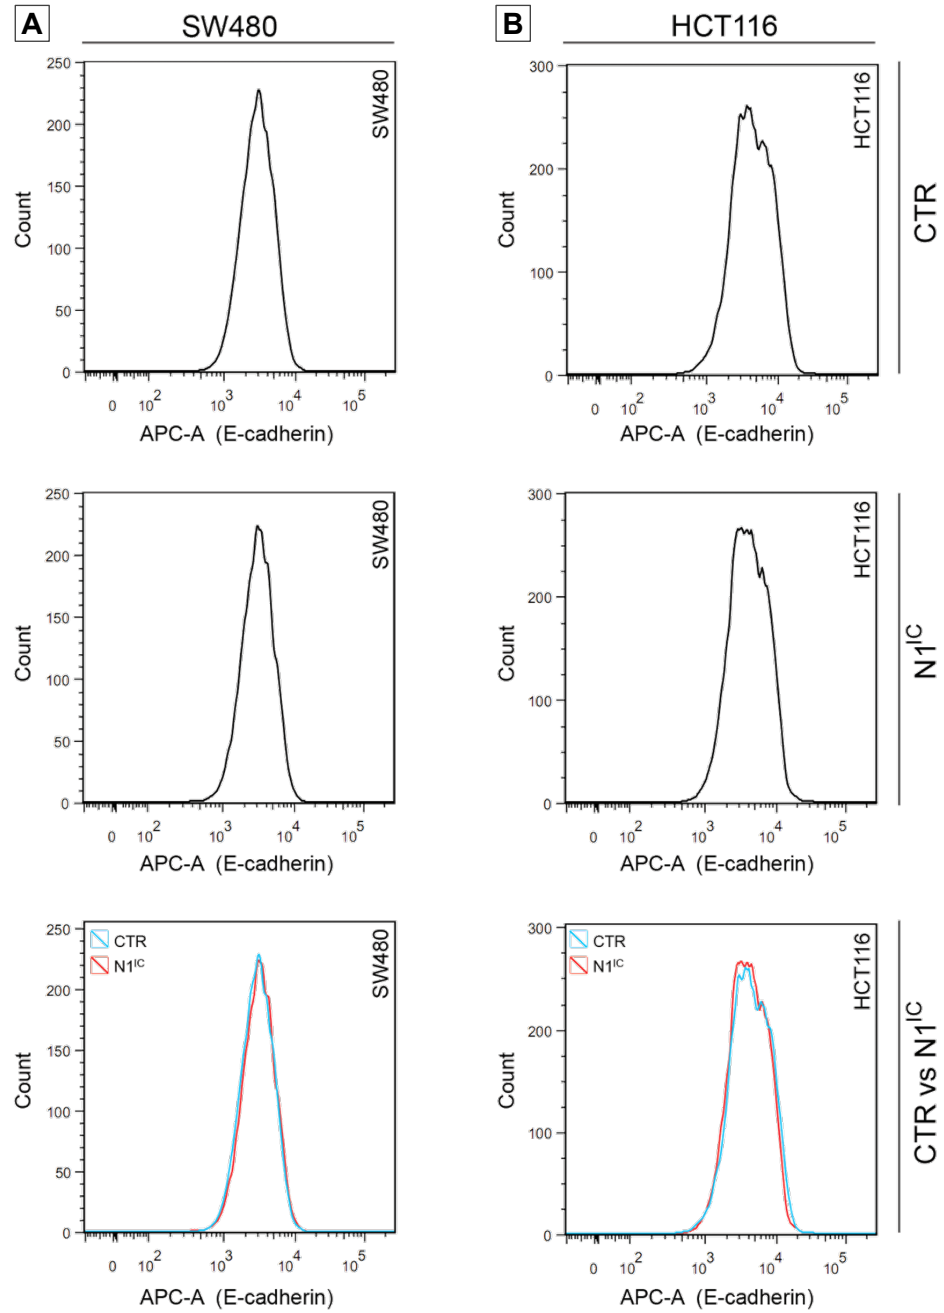 A SW480 B HCT116
250
200
150
100
50
0
Count
SW480
0 10^2 10^3 10^4 10^5
APC-A (E-cadherin)
300
200
100
0
Count
HCT116
0 10^2 10^3 10^4 10^5
APC-A (E-cadherin)
CTR
250
200
150
100
50
0
Count
SW480
0 10^2 10^3 10^4 10^5
APC-A (E-cadherin)
300
200
100
0
Count
HCT116
0 10^2 10^3 10^4 10^5
APC-A (E-cadherin)
N1^IC
250
200
150
100
50
0
Count
CTR
N1^IC
SW480
0 10^2 10^3 10^4 10^5
APC-A (E-cadherin)
300
200
100
0
Count
CTR
N1^IC
HCT116
0 10^2 10^3 10^4 10^5
APC-A (E-cadherin)
CTR vs N1^IC